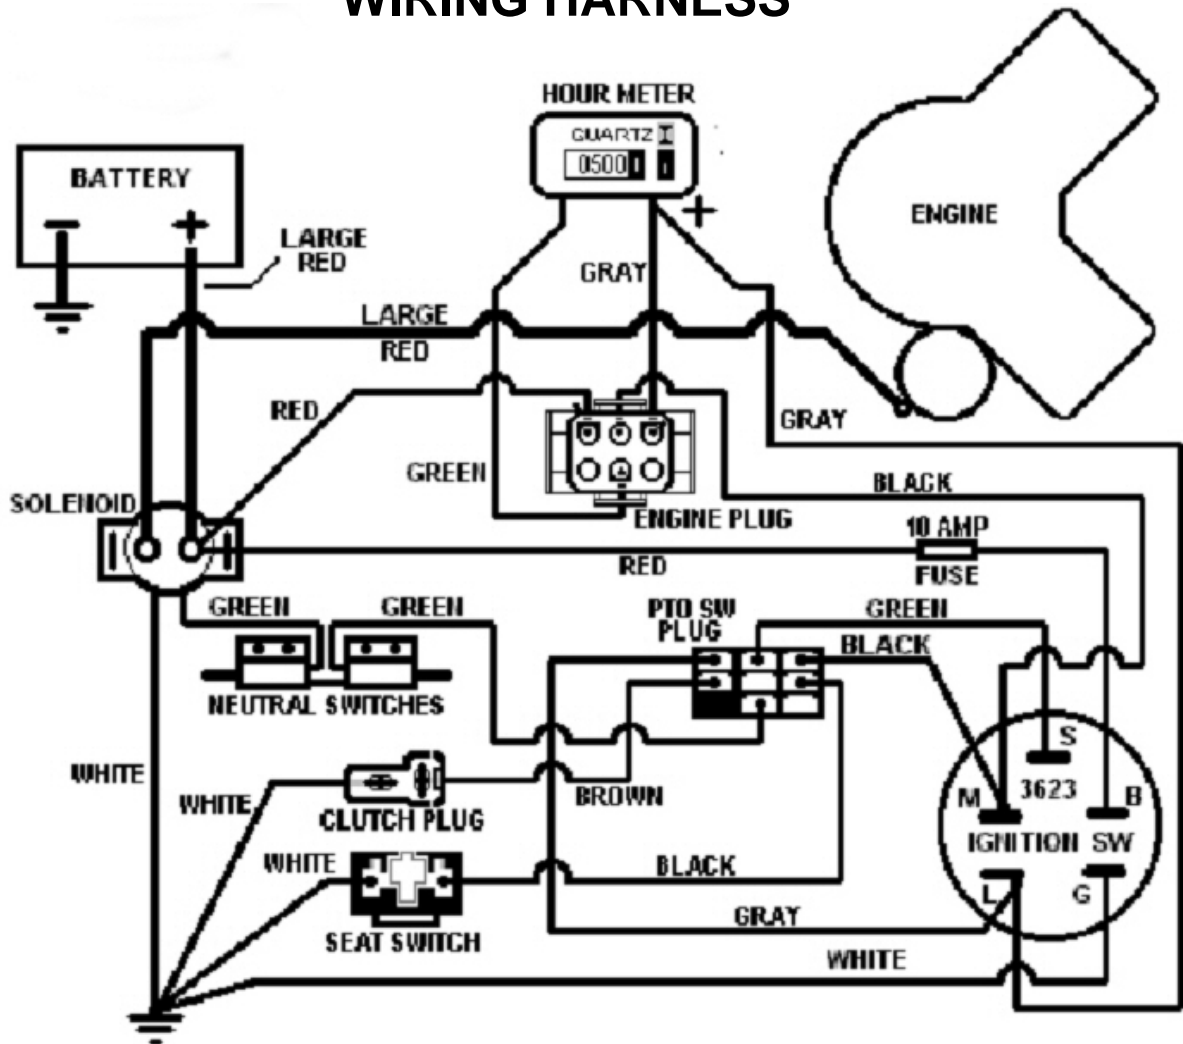 WIRING HARNESS
HOUR METER
QUARTZ
0500
BATTERY
ENGINE
LARGE
RED
GRAY
LARGE
RED
RED
GRAY
GREEN
BLACK
SOLENOID
ENGINE PLUG
10 AMP
FUSE
RED
GREEN
GREEN
PTO SW
PLUG
GREEN
BLACK
NEUTRAL SWITCHES
S
WHITE
WHITE
BROWN
M
3623
B
CLUTCH PLUG
IGNITION SW
WHITE
BLACK
L
G
GRAY
SEAT SWITCH
WHITE